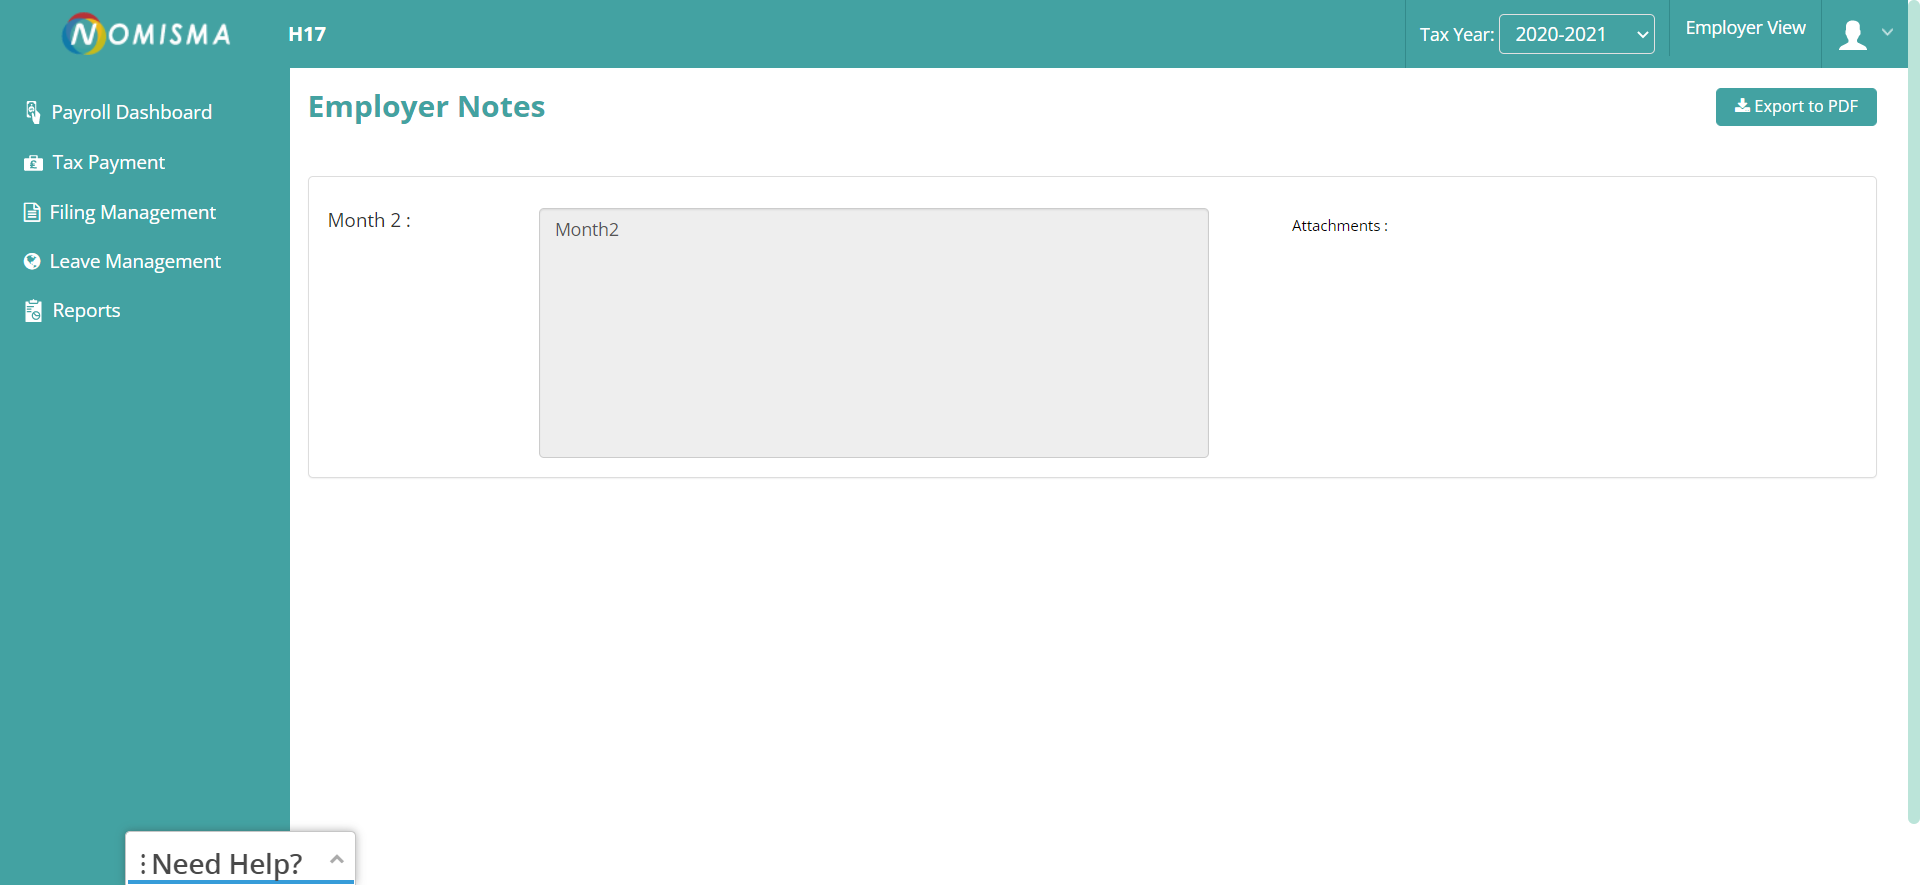 NOMISMA
H17
Tax Year:
2020-2021
Employer View
Payroll Dashboard
Tax Payment
Filing Management
Leave Management
Reports
Employer Notes
Export to PDF
Month 2 :
Month2
Attachments :
Need Help?